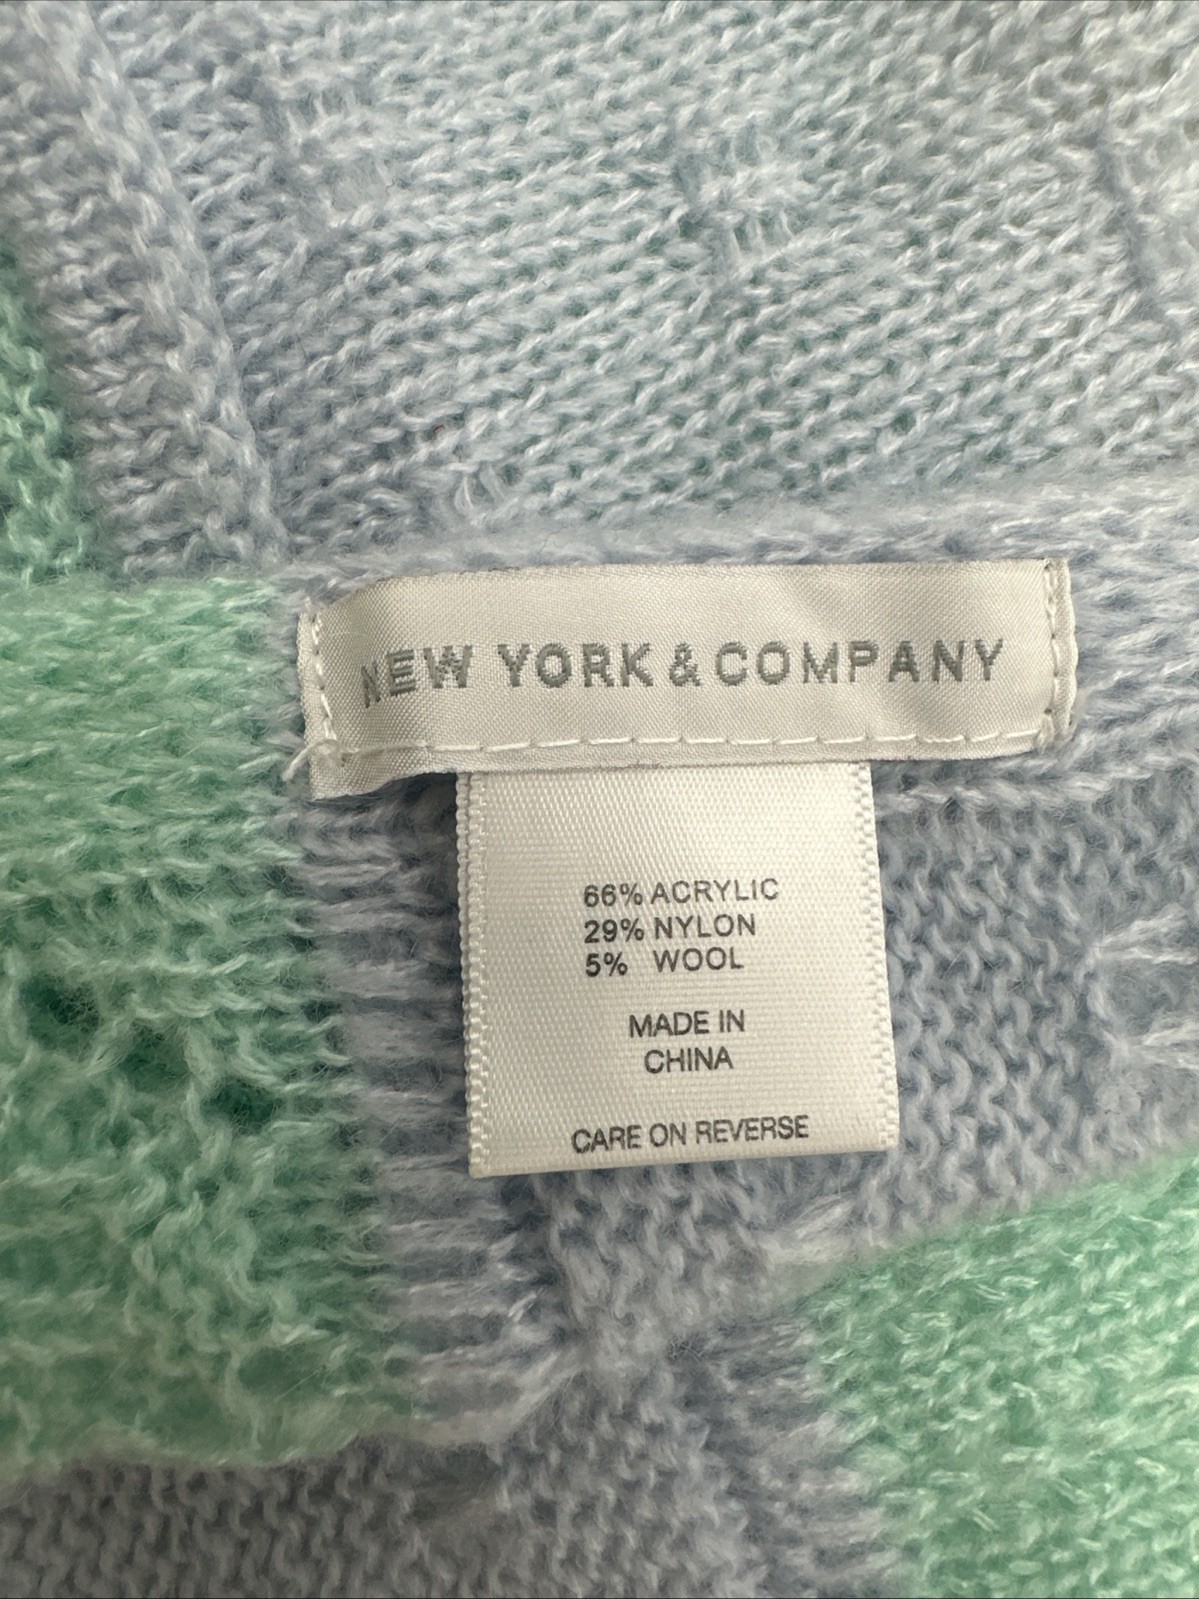 NEW YORK & COMPANY
66% ACRYLIC
29% NYLON
5% WOOL
MADE IN
CHINA
CARE ON REVERSE